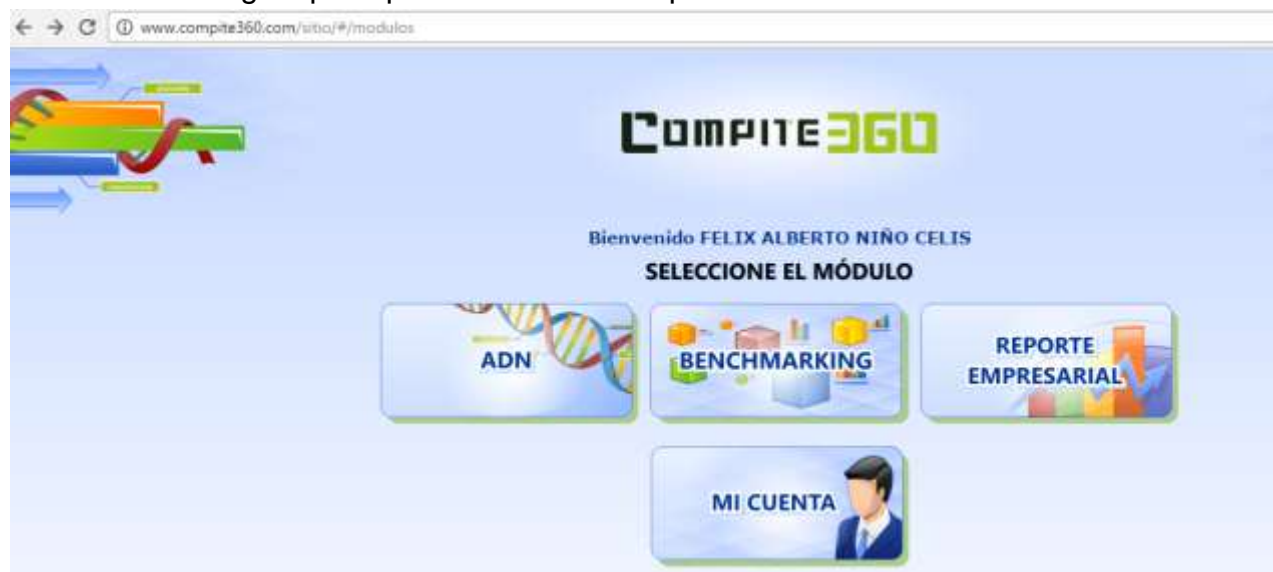 www.compite360.com/sitio/#/modulos
COMPITE360
Bienvenido FELIX ALBERTO NIÑO CELIS
SELECCIONE EL MÓDULO
ADN
BENCHMARKING
REPORTE
EMPRESARIAL
MI CUENTA